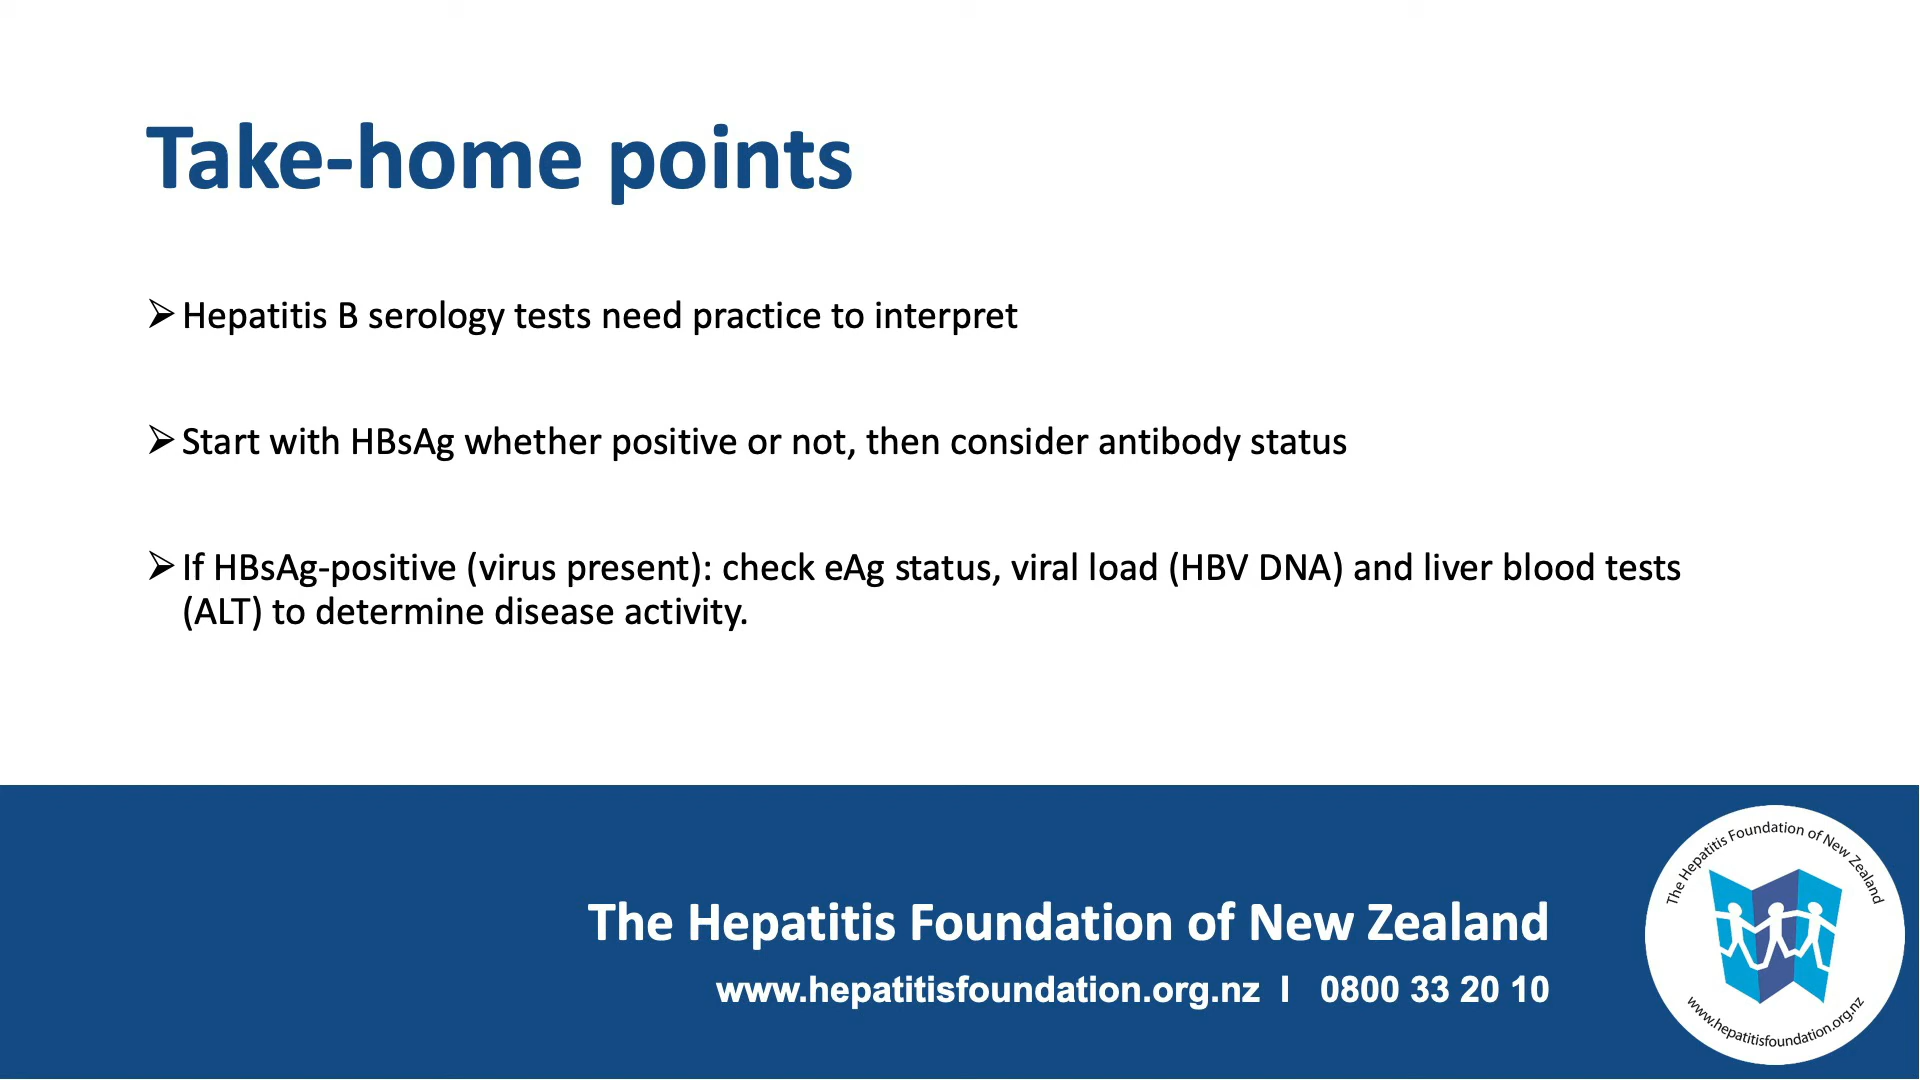 Take-home points
➢ Hepatitis B serology tests need practice to interpret
➢ Start with HBsAg whether positive or not, then consider antibody status
➢ If HBsAg-positive (virus present): check eAg status, viral load (HBV DNA) and liver blood tests
(ALT) to determine disease activity.
The Hepatitis Foundation of New Zealand
www.hepatitisfoundation.org.nz I 0800 33 20 10
The Hepatitis Foundation of New Zealand
www.hepatitisfoundation.org.nz